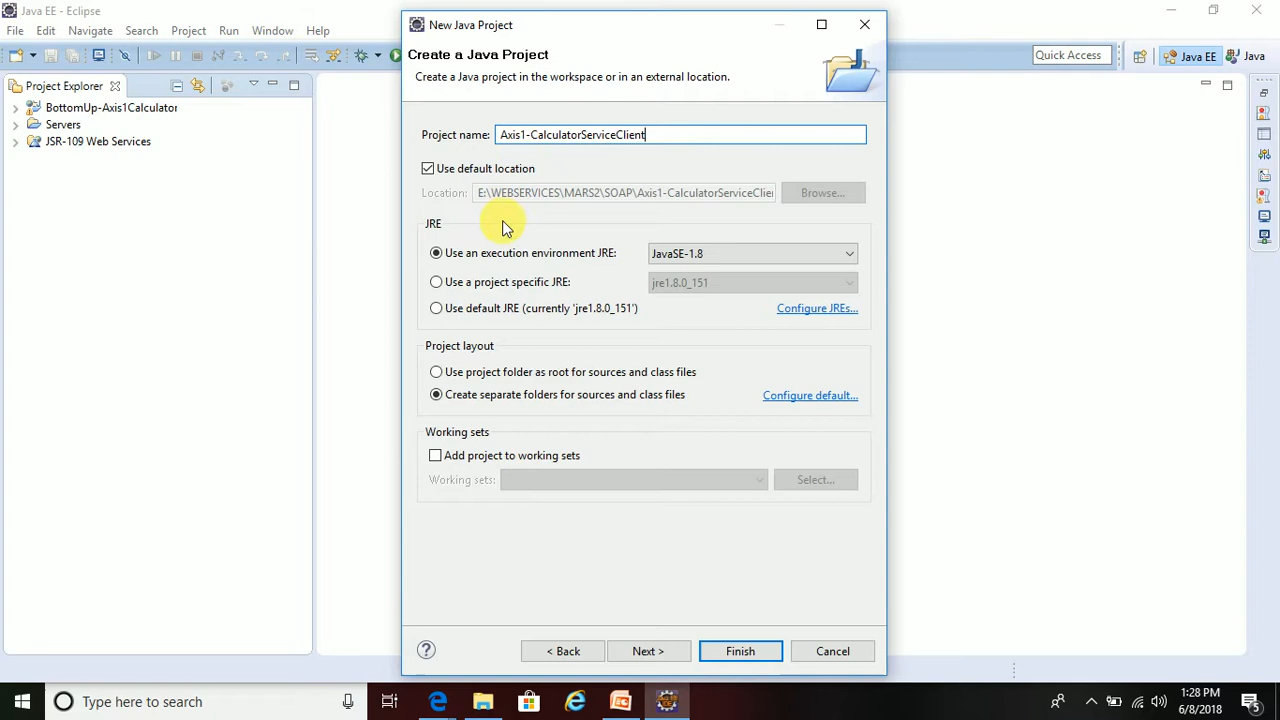 Java EE - Eclipse
New Java Project
File Edit Navigate Search Project Run Window Help
Create a Java Project
Create a Java project in the workspace or in an external location.
Quick Access
Java EE
Java
Project Explorer
BottomUp-Axis1Calculator
Servers
JSR-109 Web Services
Project name: Axis1-CalculatorServiceClient
Use default location
Location: E:\WEBSERVICES\MARS2\SOAP\Axis1-CalculatorServiceClie
Browse...
JRE
Use an execution environment JRE: JavaSE-1.8
Use a project specific JRE: jre1.8.0_151
Use default JRE (currently 'jre1.8.0_151') Configure JREs...
Project layout
Use project folder as root for sources and class files
Create separate folders for sources and class files Configure default...
Working sets
Add project to working sets
Working sets: Select...
< Back Next > Finish Cancel
Type here to search
1:28 PM
6/8/2018
5